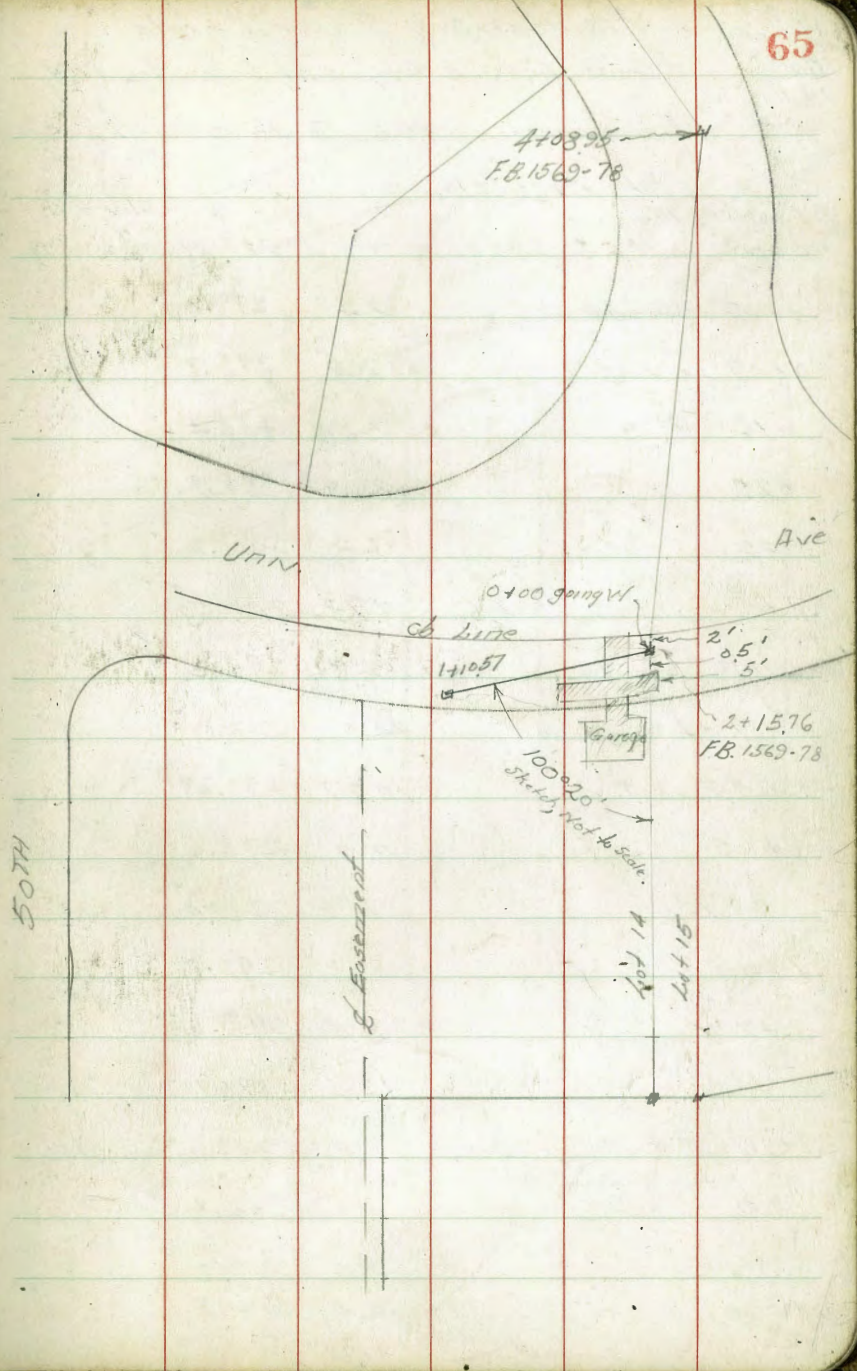 65
4+08.95
F.B. 1569-78
Univ.
Ave
0+00 going W
cb Line
2'
0.5'
5'
1+10.57
2+15.76
F.B. 1569-78
Garage
100°20'
Sketch, Not to scale.
50TH
℄ Easement
Lot 14
Lot 15